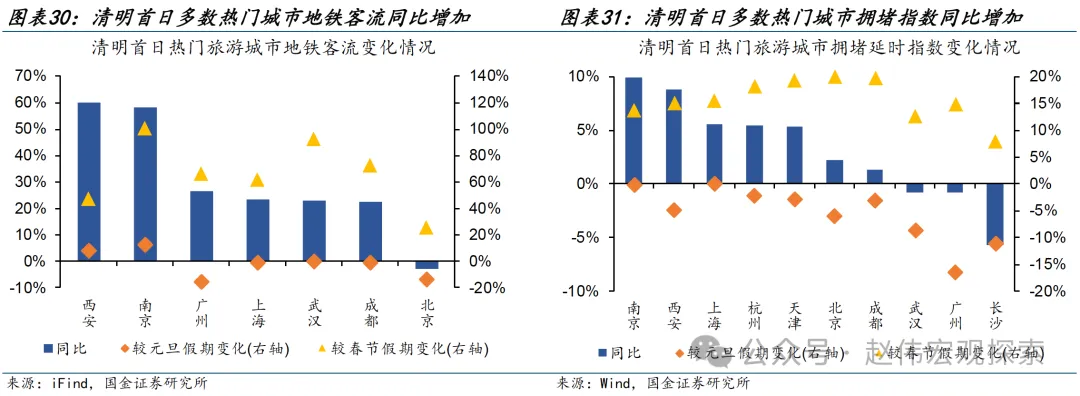 图表30：清明首日多数热门城市地铁客流同比增加
清明首日热门旅游城市地铁客流变化情况
70%
60%
50%
40%
30%
20%
10%
0%
-10%
140%
120%
100%
80%
60%
40%
20%
0%
-20%
西安
南京
广州
上海
武汉
成都
北京
同比
较元旦假期变化(右轴)
较春节假期变化(右轴)
来源：iFind，国金证券研究所
图表31：清明首日多数热门城市拥堵指数同比增加
清明首日热门旅游城市拥堵延时指数变化情况
10%
5%
0%
-5%
-10%
20%
15%
10%
5%
0%
-5%
-10%
-15%
-20%
南京
西安
上海
杭州
天津
北京
成都
武汉
广州
长沙
同比
较元旦假期变化(右轴)
较春节假期变化(右轴)
来源：Wind，国金证券研究所
公众号 · 赵伟宏观探索